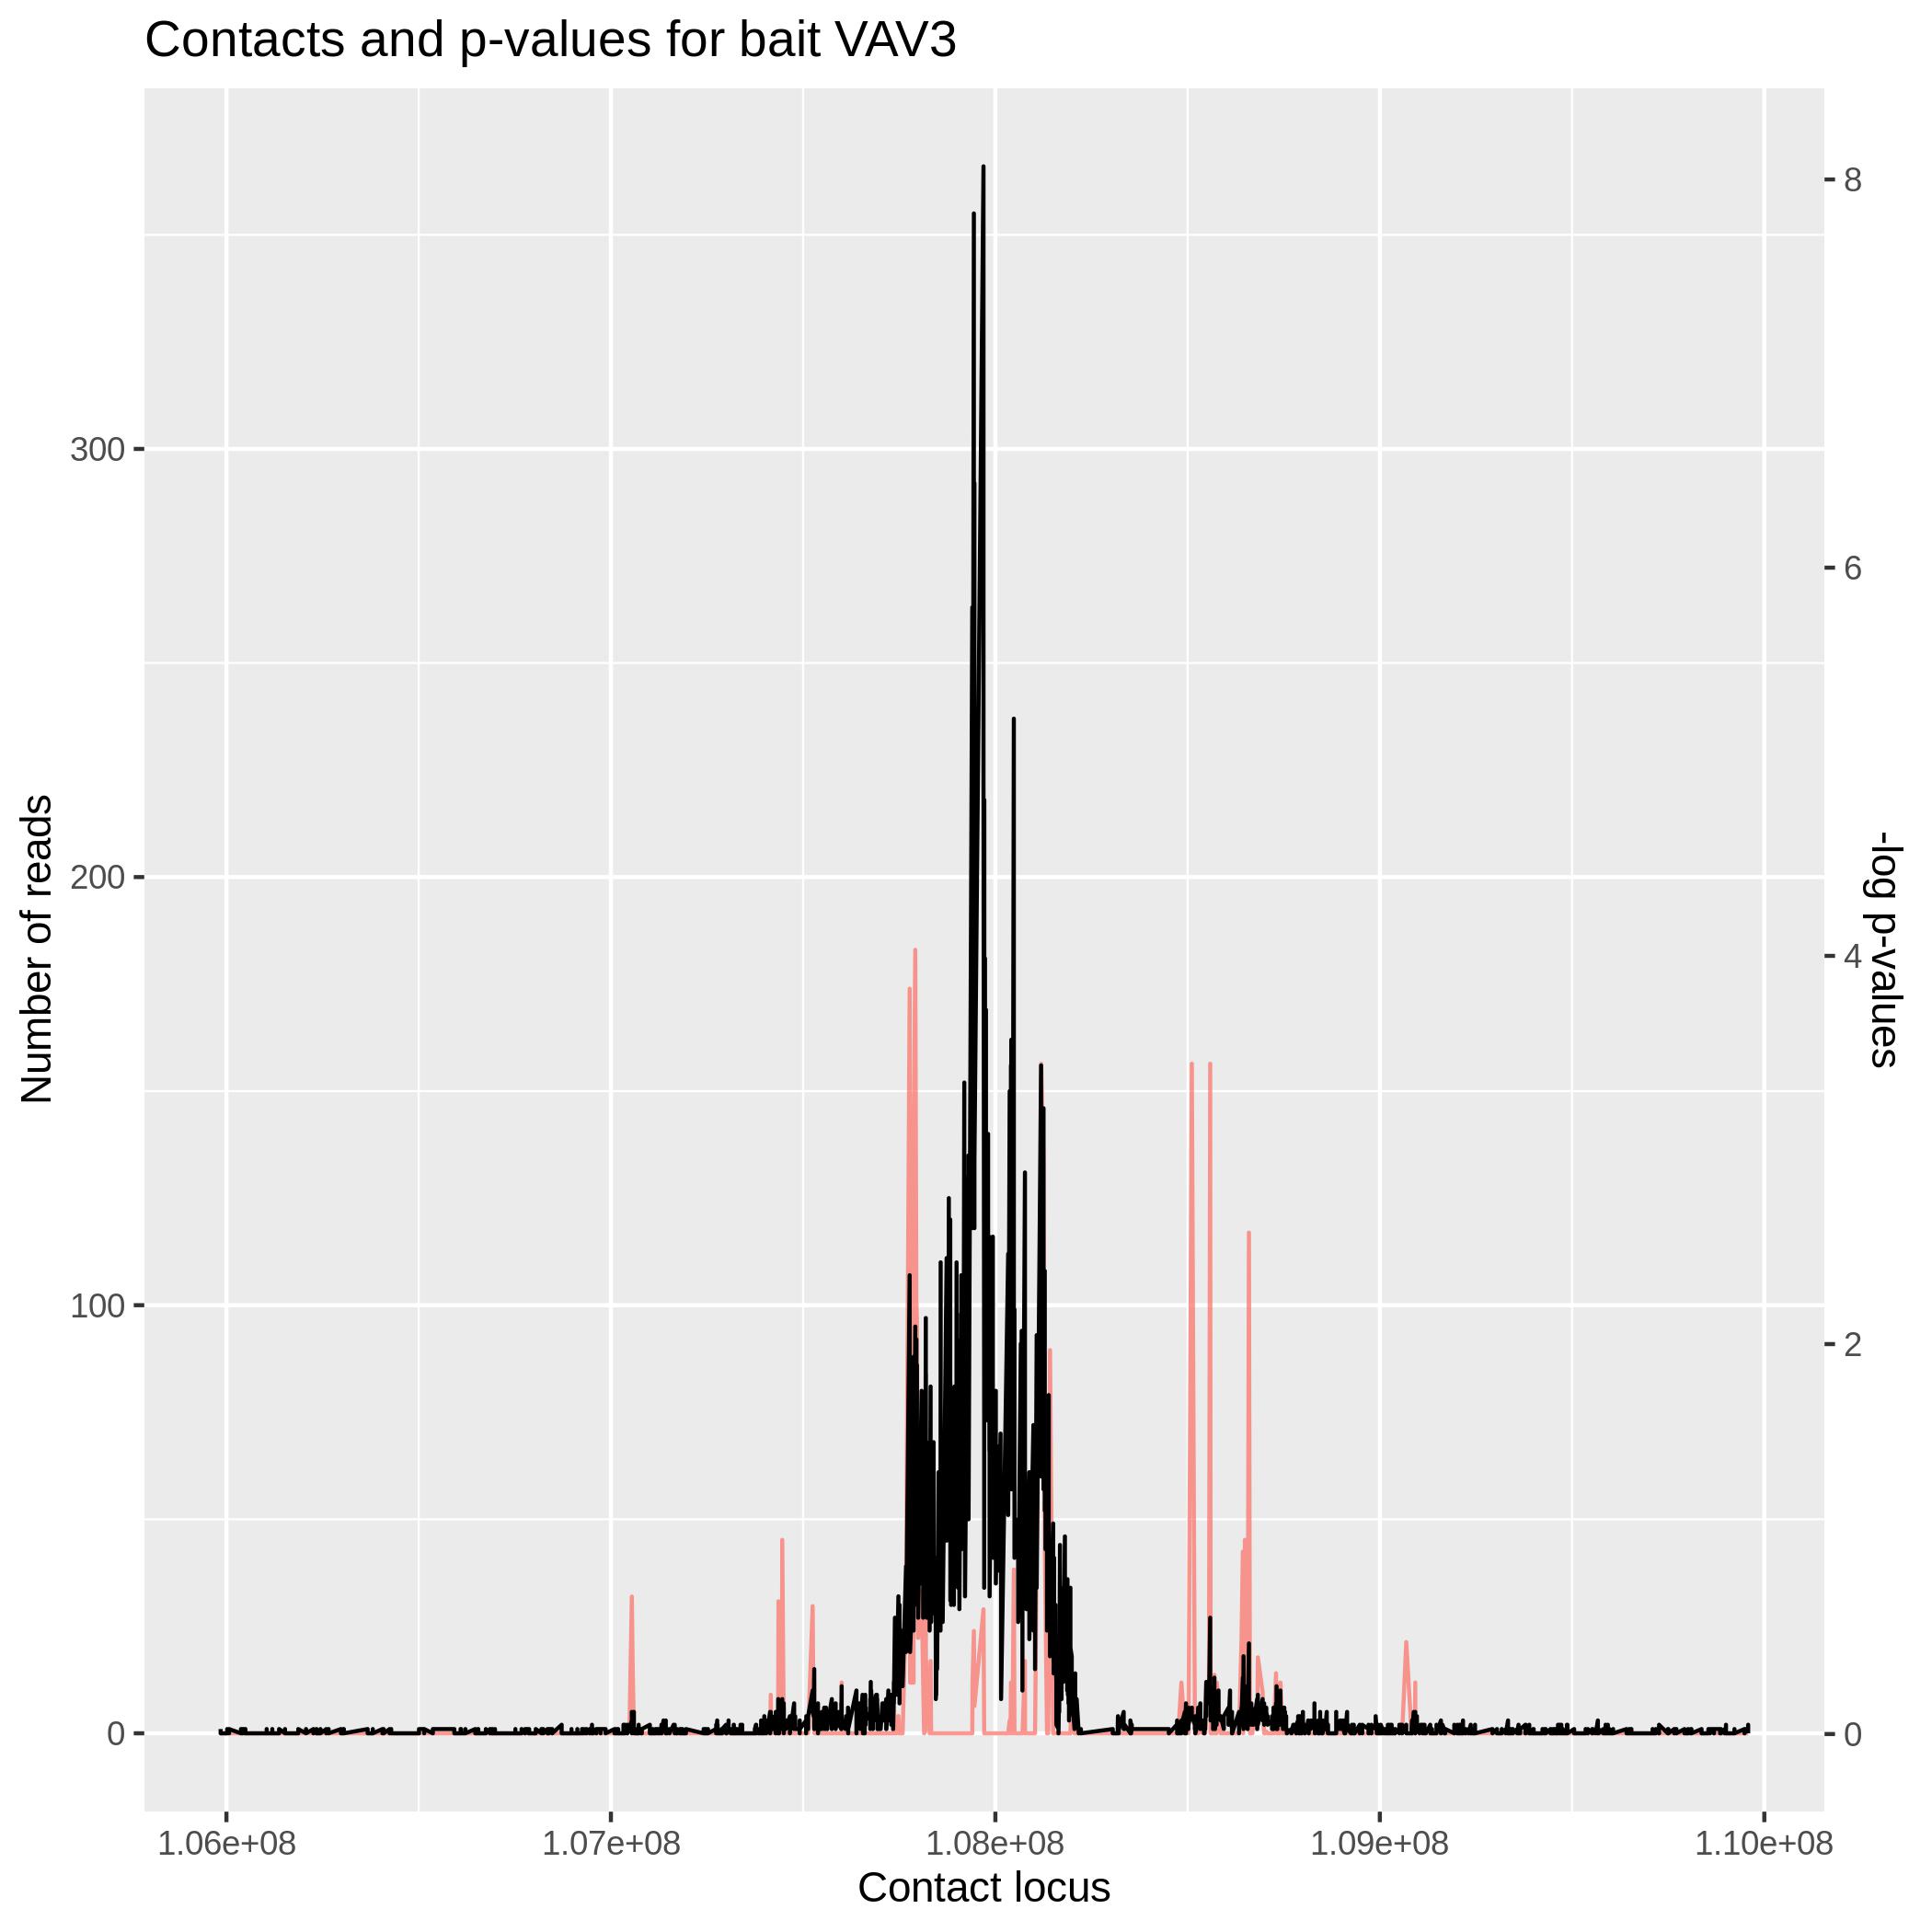 Contacts and p-values for bait VAV3
Number of reads
300
200
100
0
8
6
4
2
0
-log p-values
1.06e+08 1.07e+08 1.08e+08 1.09e+08 1.10e+08
Contact locus